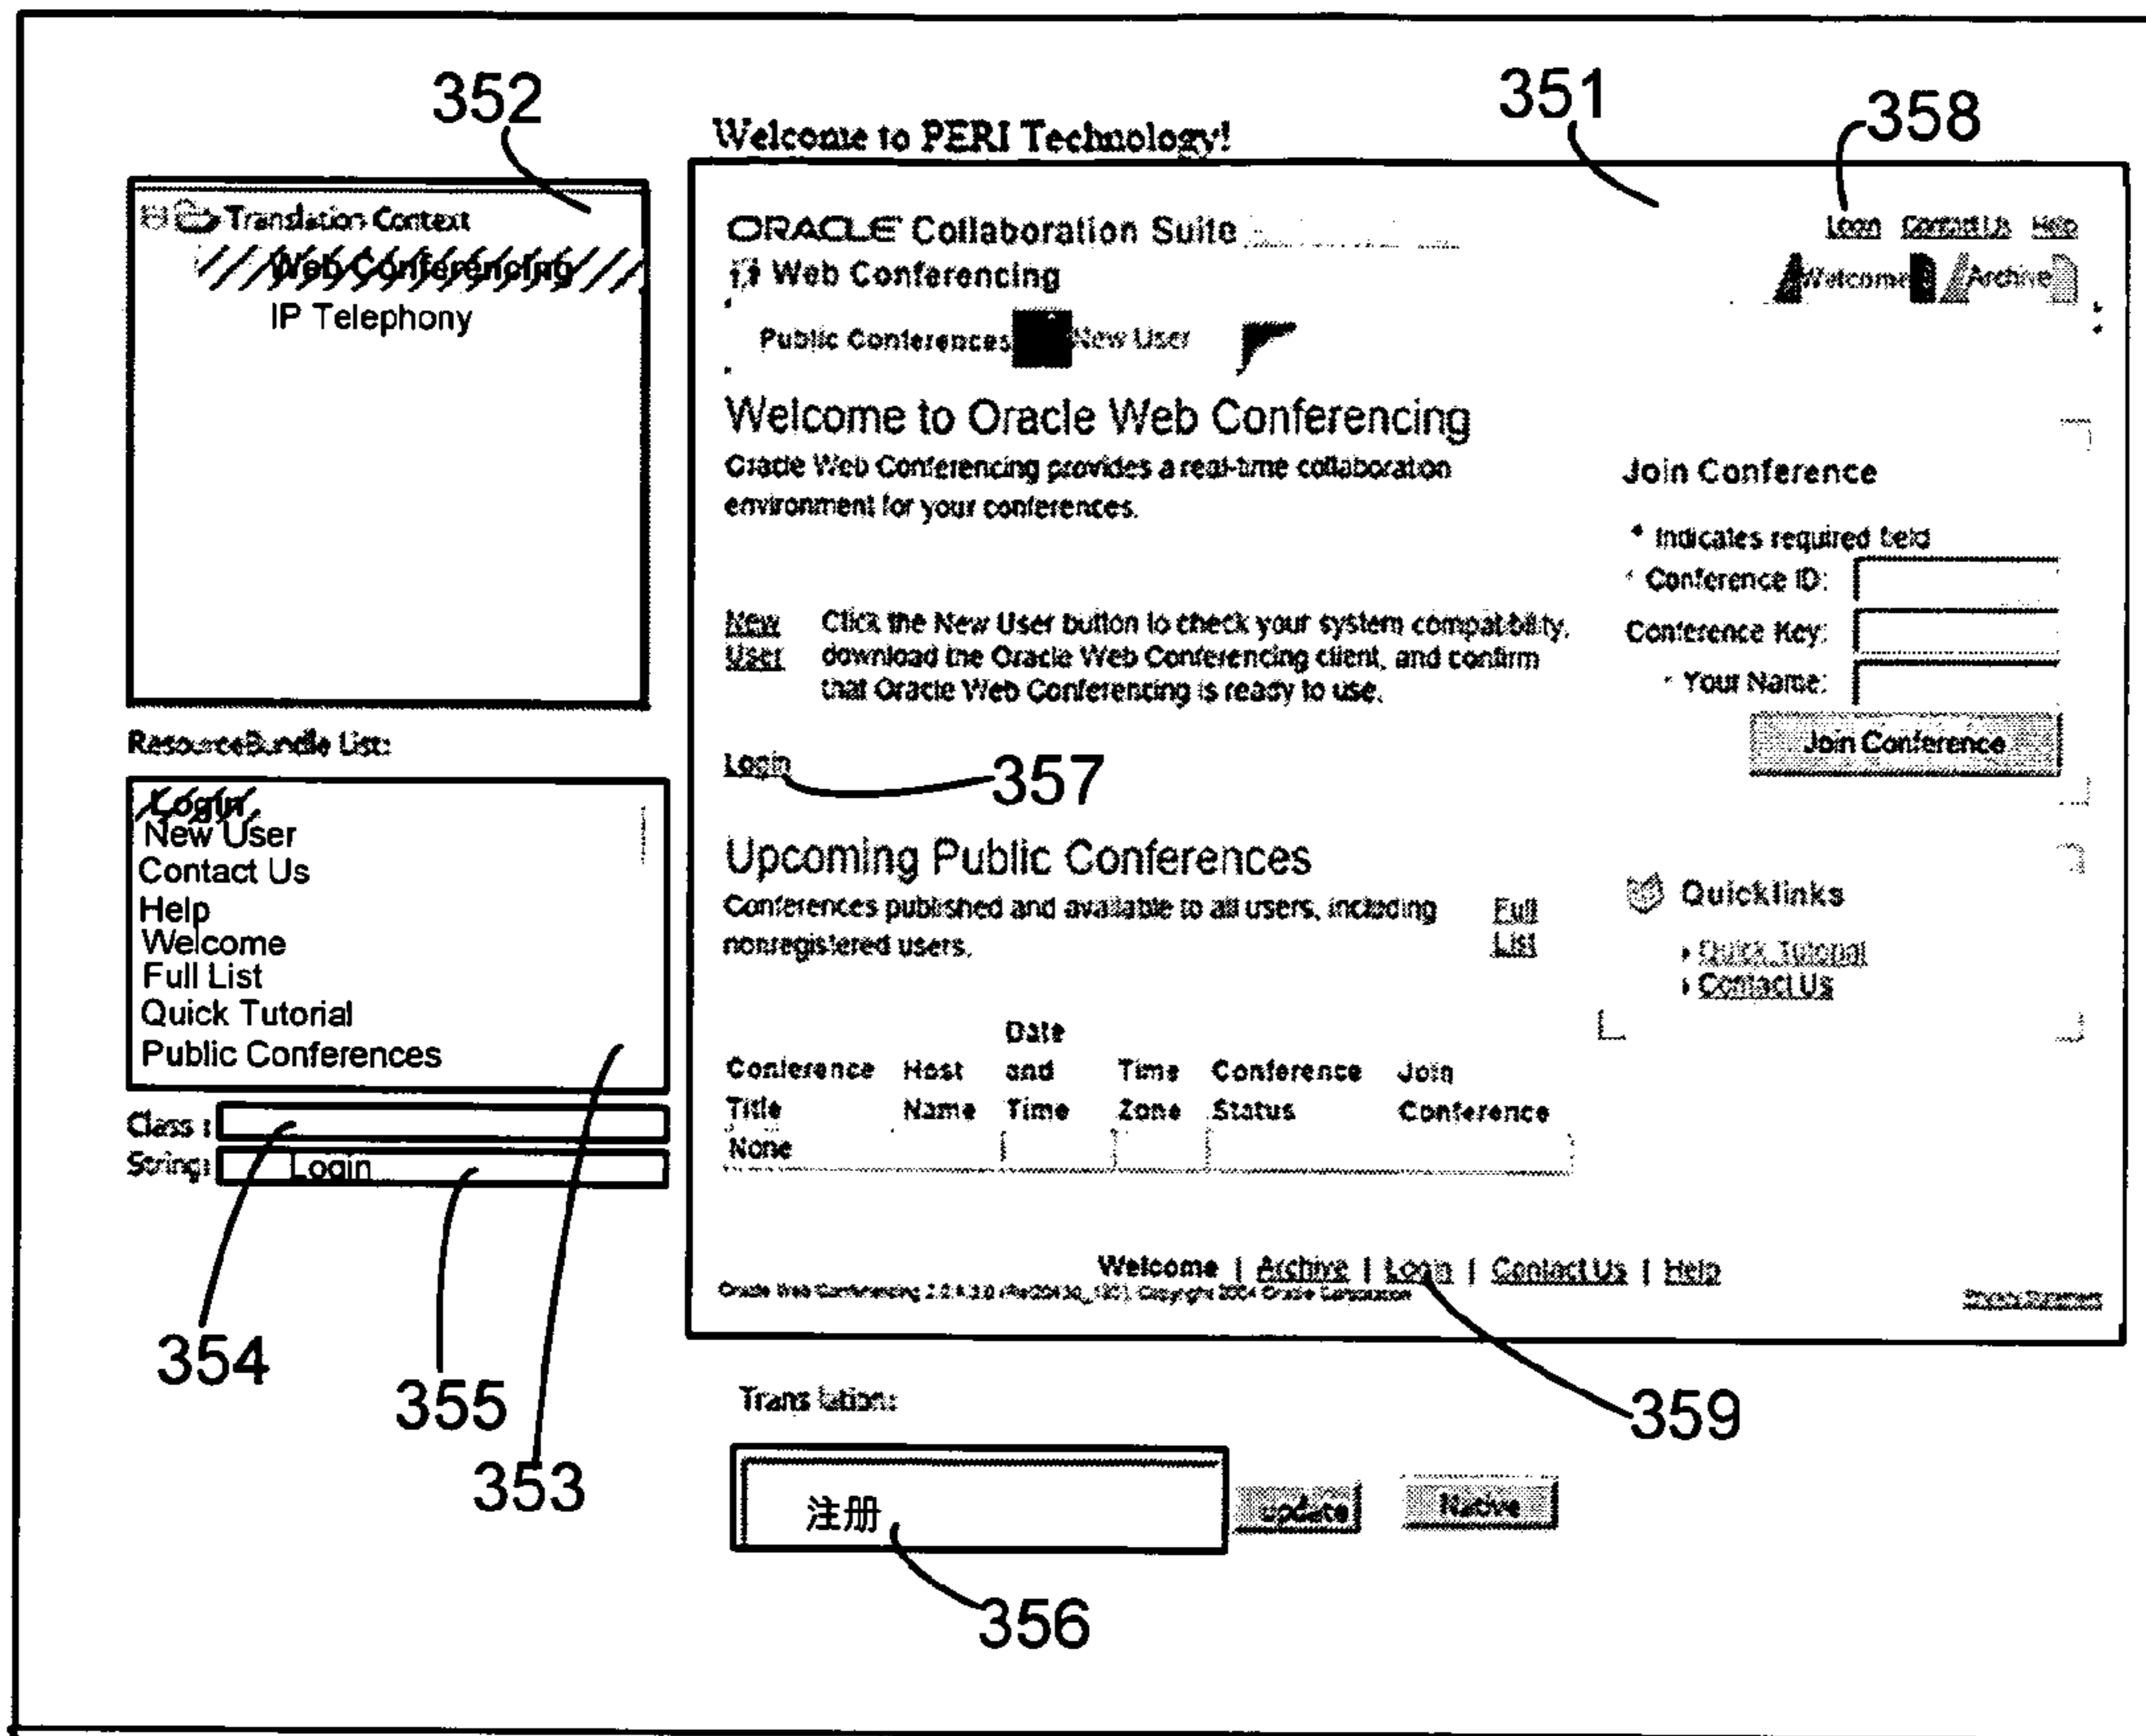 352
351
358
Welcome to PERI Technology!
Translation Context
Web Conferencing
IP Telephony
ORACLE Collaboration Suite
Login Contact Us Help
Web Conferencing
Welcome Archive
Public Conferences New User
Welcome to Oracle Web Conferencing
Oracle Web Conferencing provides a real-time collaboration
environment for your conferences.
Join Conference
* Indicates required field
* Conference ID:
Conference Key:
* Your Name:
Join Conference
New
User
Click the New User button to check your system compatibility,
download the Oracle Web Conferencing client, and confirm
that Oracle Web Conferencing is ready to use.
Login
357
ResourceBundle List:
Login
New User
Contact Us
Help
Welcome
Full List
Quick Tutorial
Public Conferences
Class :
String: Login
Upcoming Public Conferences
Conferences published and available to all users, including
nonregistered users.
Full
List
Quicklinks
Quick Tutorial
Contact Us
Conference Title
Host Name
Date and Time
Time Zone
Conference Status
Join Conference
None
Welcome | Archive | Login | Contact Us | Help
Copyright 2004 Oracle Corporation
Privacy Statement
354
355
353
359
Translation:
注册
Update
Native
356